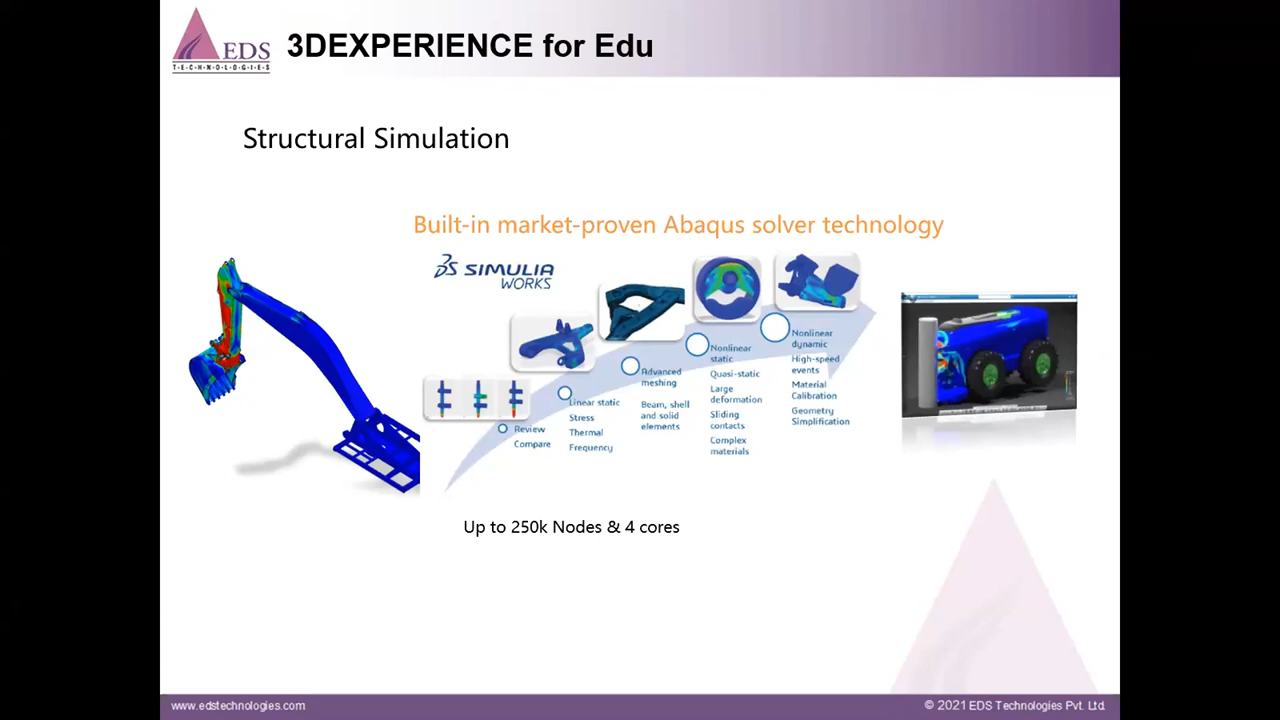 EDS
T·E·C·H·N·O·L·O·G·I·E·S
3DEXPERIENCE for Edu
Structural Simulation
Built-in market-proven Abaqus solver technology
SIMULIA
WORKS
Review
Compare
Linear static
Stress
Thermal
Frequency
Advanced
meshing
Beam, shell
and solid
elements
Nonlinear
static
Quasi-static
Large
deformation
Sliding
contacts
Complex
materials
Nonlinear
dynamic
High-speed
events
Material
Calibration
Geometry
Simplification
Up to 250k Nodes & 4 cores
www.edstechnologies.com
© 2021 EDS Technologies Pvt. Ltd.